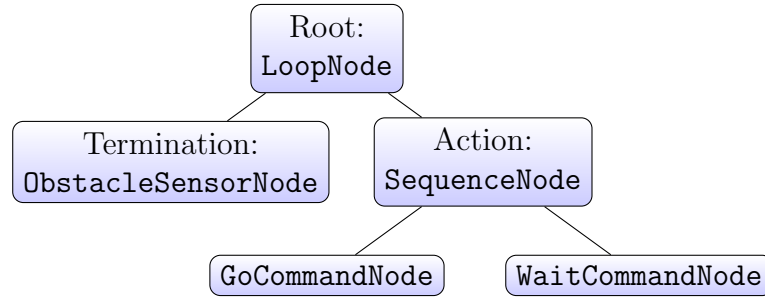 Root:
LoopNode
Termination:
ObstacleSensorNode
Action:
SequenceNode
GoCommandNode
WaitCommandNode